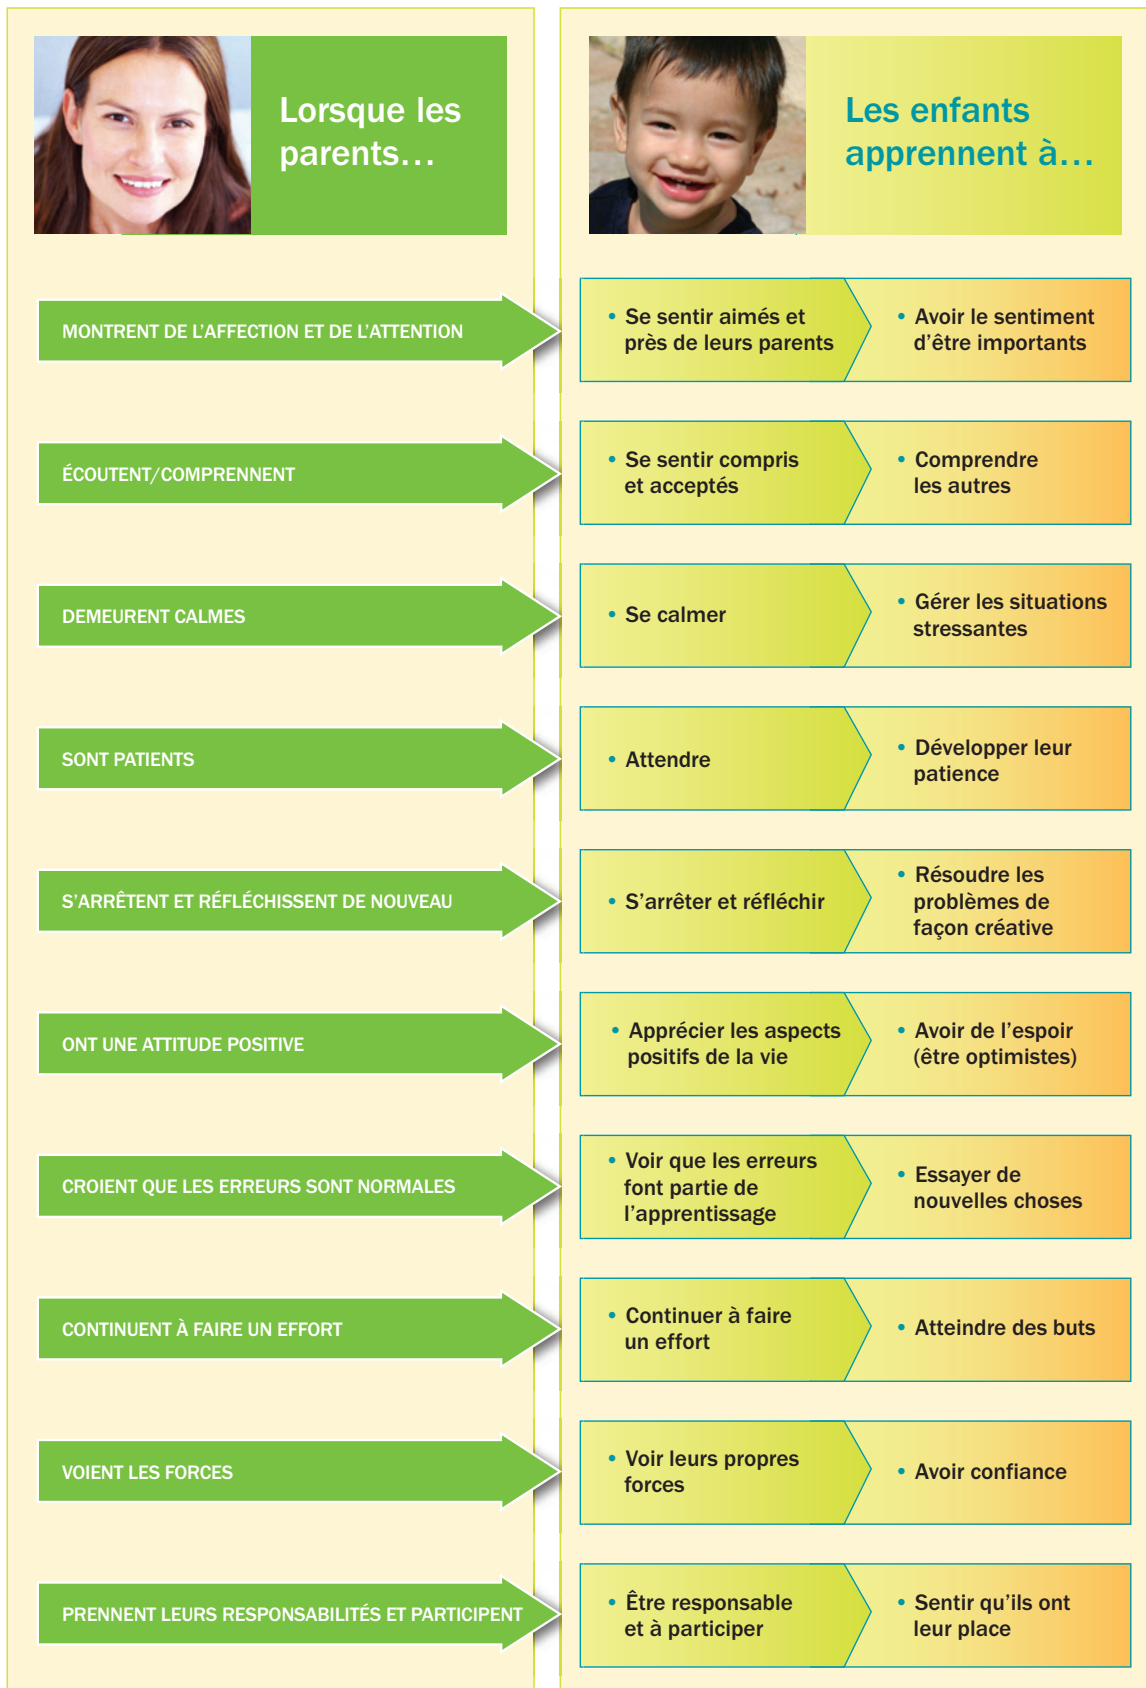 Lorsque les
parents…
Les enfants
apprennent à…
MONTRENT DE L’AFFECTION ET DE L’ATTENTION
• Se sentir aimés et
près de leurs parents
• Avoir le sentiment
d’être importants
ÉCOUTENT/COMPRENNENT
• Se sentir compris
et acceptés
• Comprendre
les autres
DEMEURENT CALMES
• Se calmer
• Gérer les situations
stressantes
SONT PATIENTS
• Attendre
• Développer leur
patience
S’ARRÊTENT ET RÉFLÉCHISSENT DE NOUVEAU
• S’arrêter et réfléchir
• Résoudre les
problèmes de
façon créative
ONT UNE ATTITUDE POSITIVE
• Apprécier les aspects
positifs de la vie
• Avoir de l’espoir
(être optimistes)
CROIENT QUE LES ERREURS SONT NORMALES
• Voir que les erreurs
font partie de
l’apprentissage
• Essayer de
nouvelles choses
CONTINUENT À FAIRE UN EFFORT
• Continuer à faire
un effort
• Atteindre des buts
VOIENT LES FORCES
• Voir leurs propres
forces
• Avoir confiance
PRENNENT LEURS RESPONSABILITÉS ET PARTICIPENT
• Être responsable
et à participer
• Sentir qu’ils ont
leur place